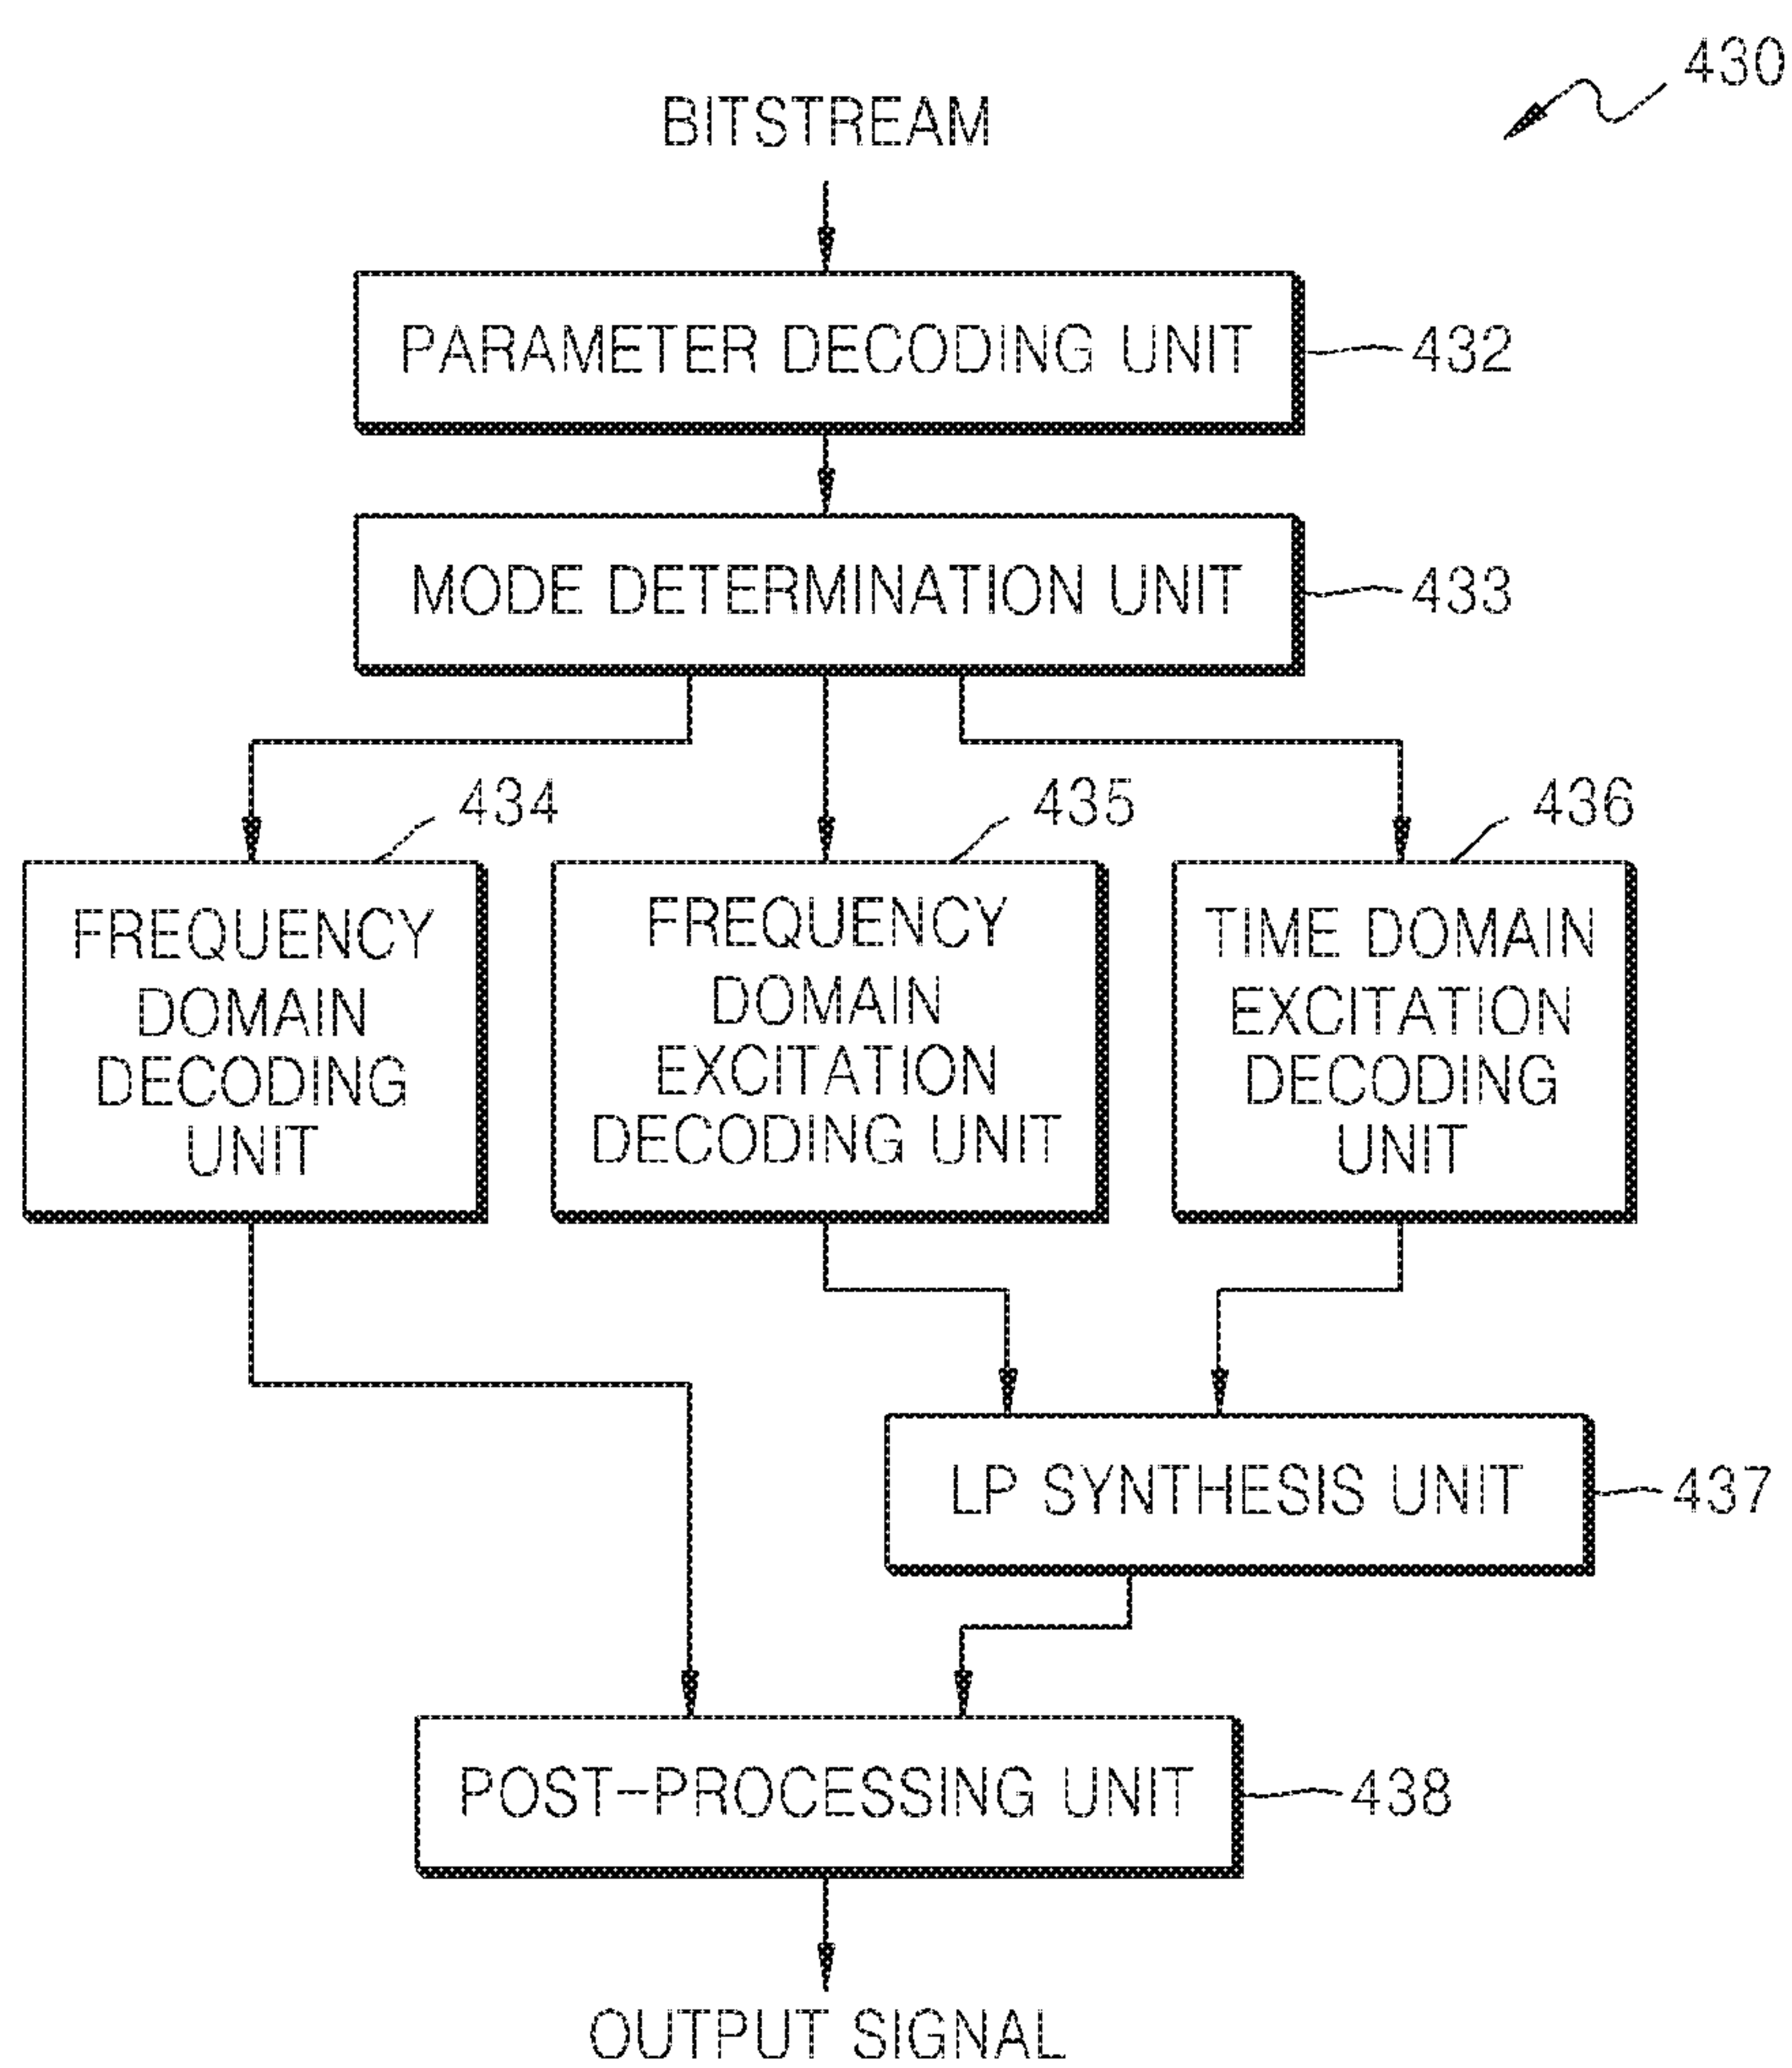 430
BITSTREAM
PARAMETER DECODING UNIT
432
MODE DETERMINATION UNIT
433
434
435
436
FREQUENCY
DOMAIN
DECODING
UNIT
FREQUENCY
DOMAIN
EXCITATION
DECODING UNIT
TIME DOMAIN
EXCITATION
DECODING
UNIT
LP SYNTHESIS UNIT
437
POST-PROCESSING UNIT
438
OUTPUT SIGNAL